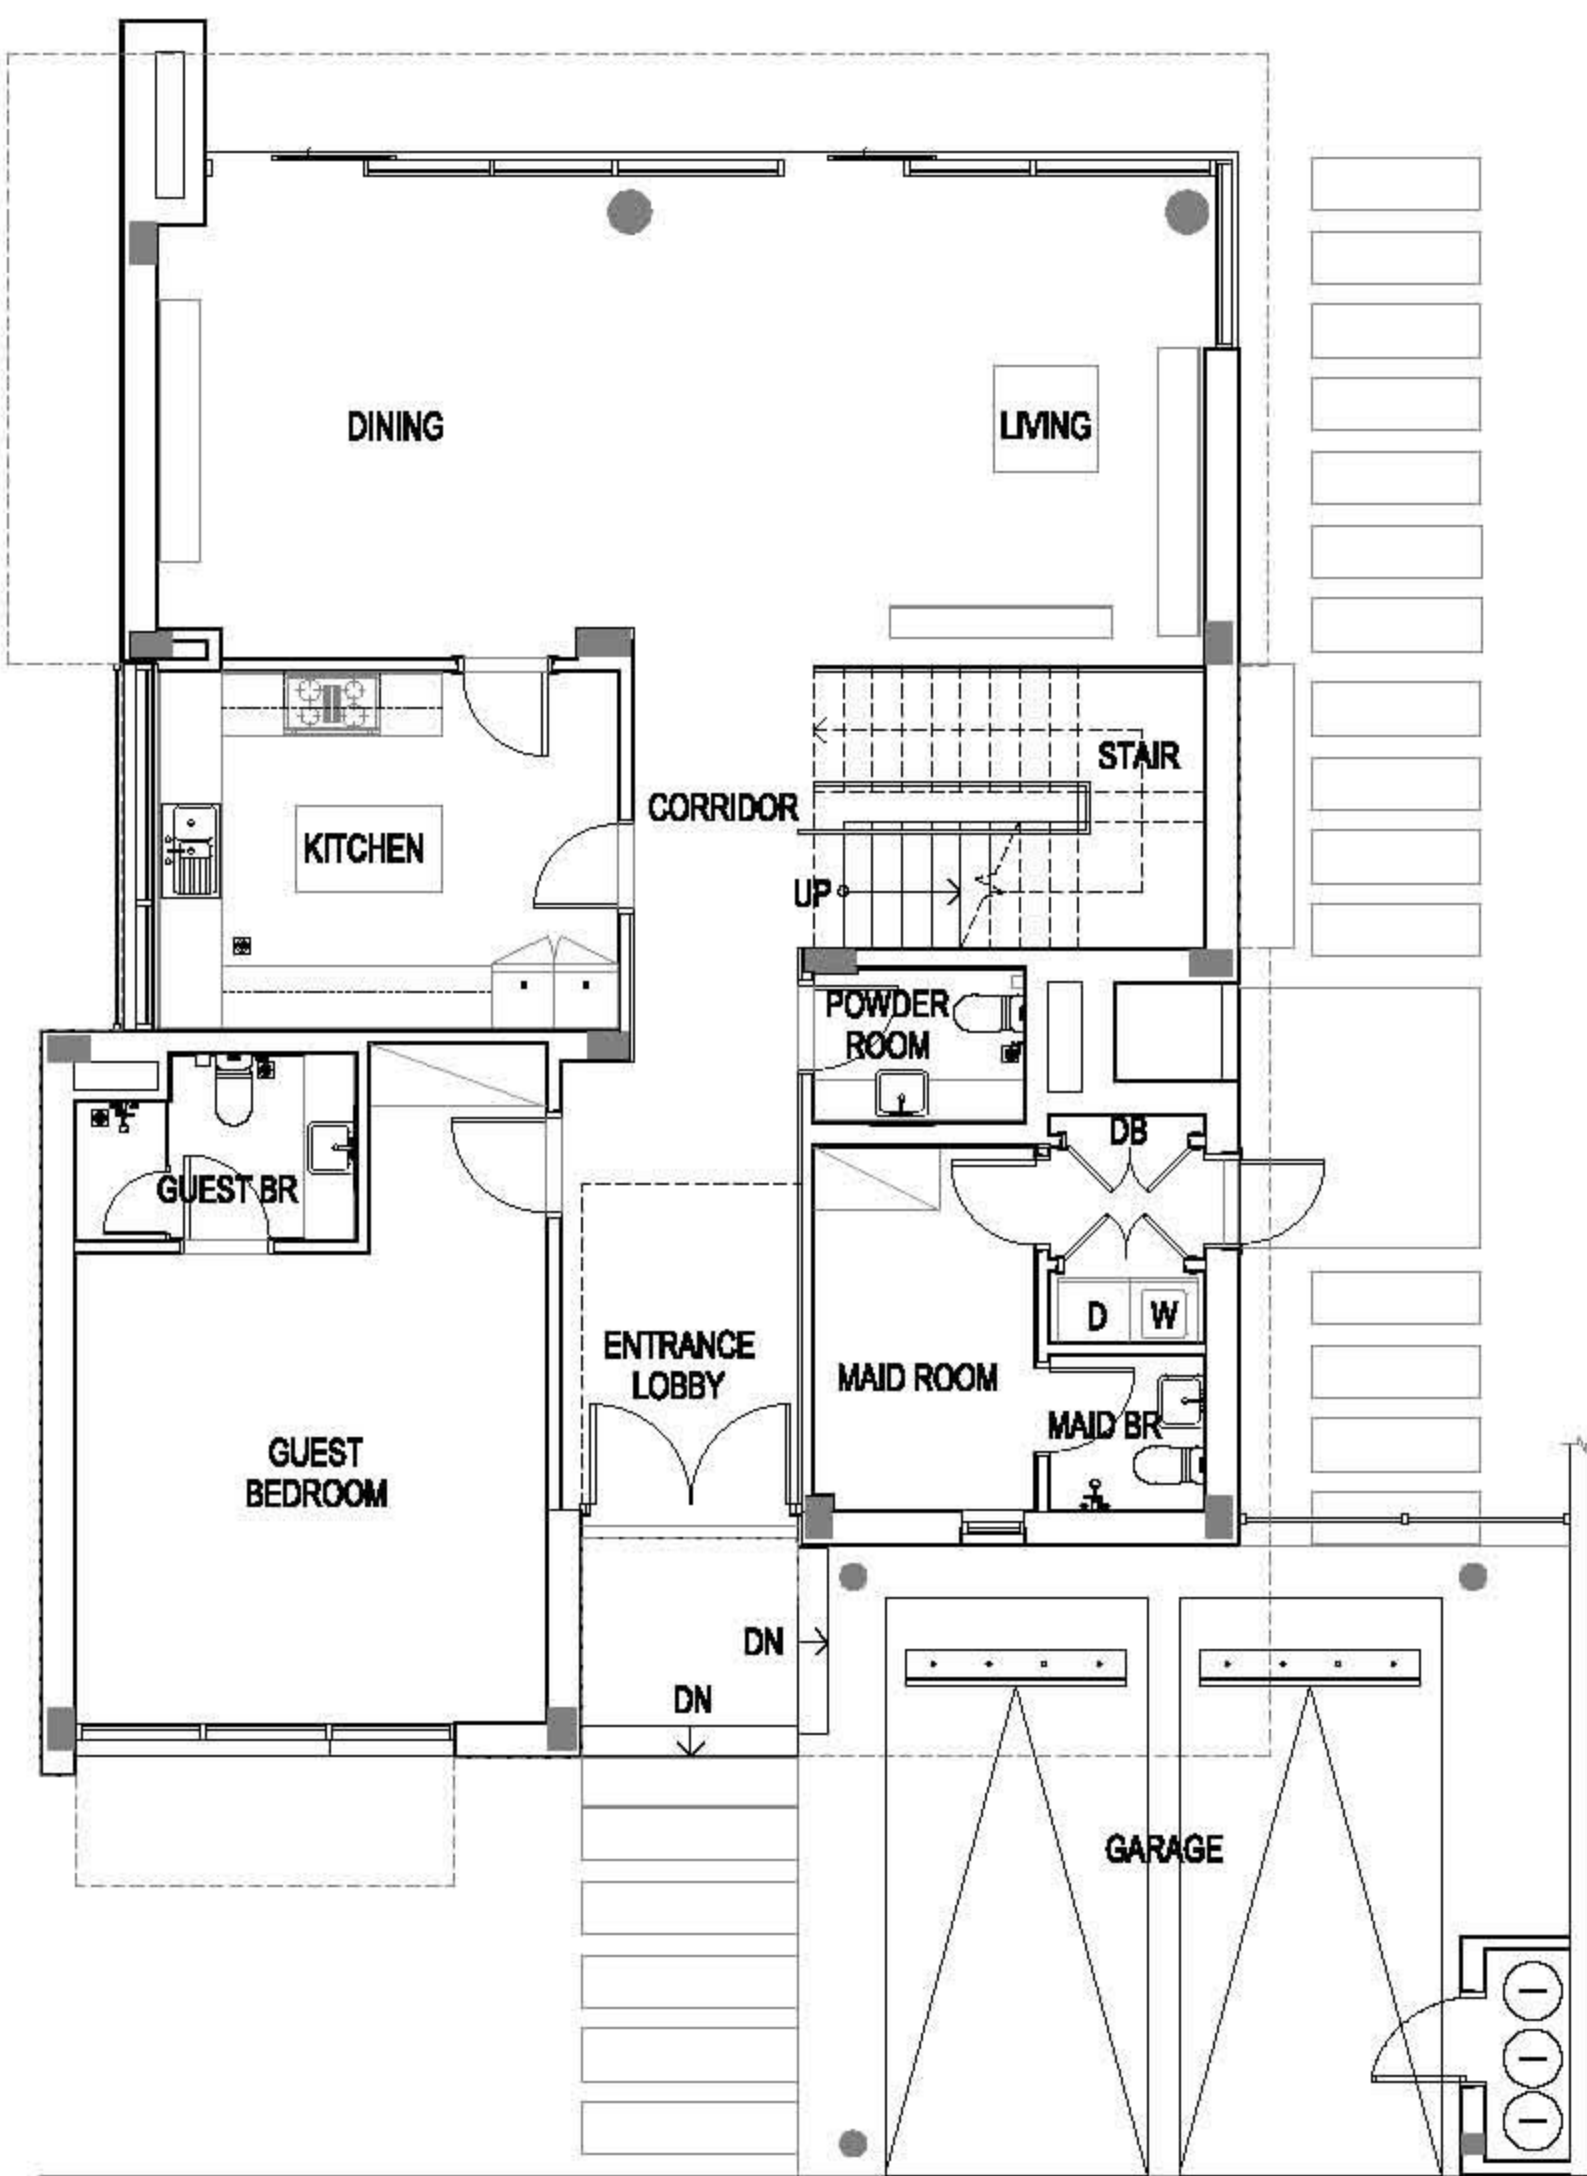 DINING
LIVING
STAIR
CORRIDOR
KITCHEN
UP
POWDER
ROOM
DB
GUEST BR
D
W
ENTRANCE
LOBBY
MAID ROOM
MAID BR
GUEST
BEDROOM
DN
DN
GARAGE